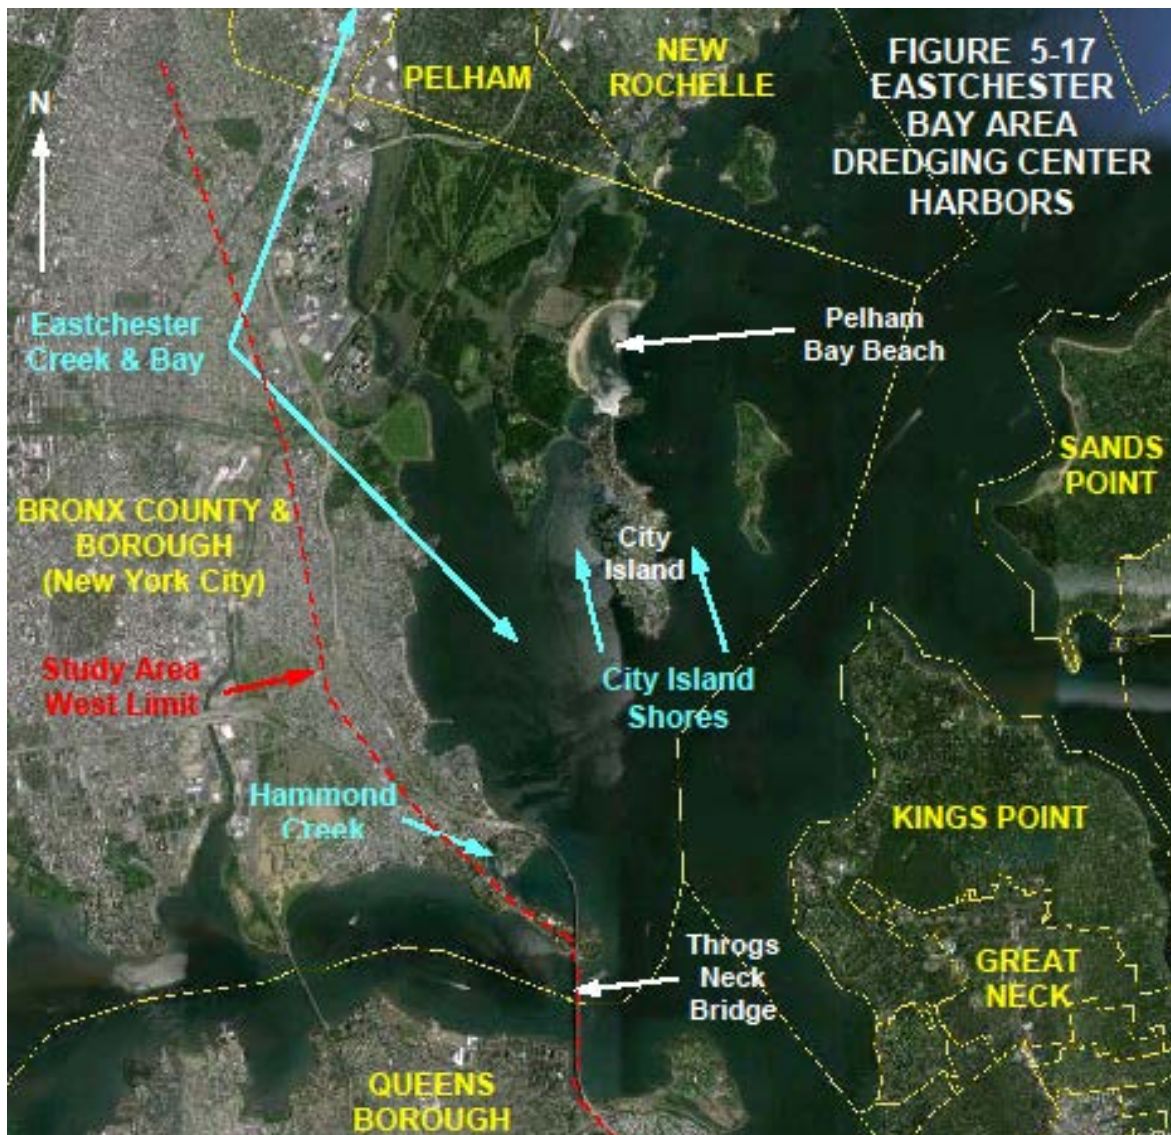 FIGURE 5-17
EASTCHESTER
BAY AREA
DREDGING CENTER
HARBORS
PELHAM
NEW
ROCHELLE
N
Eastchester
Creek & Bay
Pelham
Bay Beach
SANDS
POINT
BRONX COUNTY &
BOROUGH
(New York City)
City
Island
Study Area
West Limit
City Island
Shores
Hammond
Creek
KINGS POINT
Throgs
Neck
Bridge
GREAT
NECK
QUEENS
BOROUGH